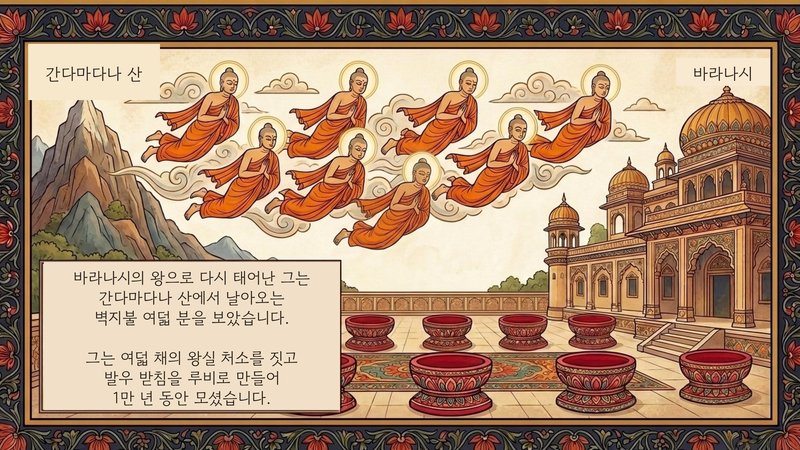 간다마다나 산
바라나시
바라나시의 왕으로 다시 태어난 그는
간다마다나 산에서 날아오는
벽지불 여덟 분을 보았습니다.
그는 여덟 채의 왕실 처소를 짓고
발우 받침을 루비로 만들어
1만 년 동안 모셨습니다.